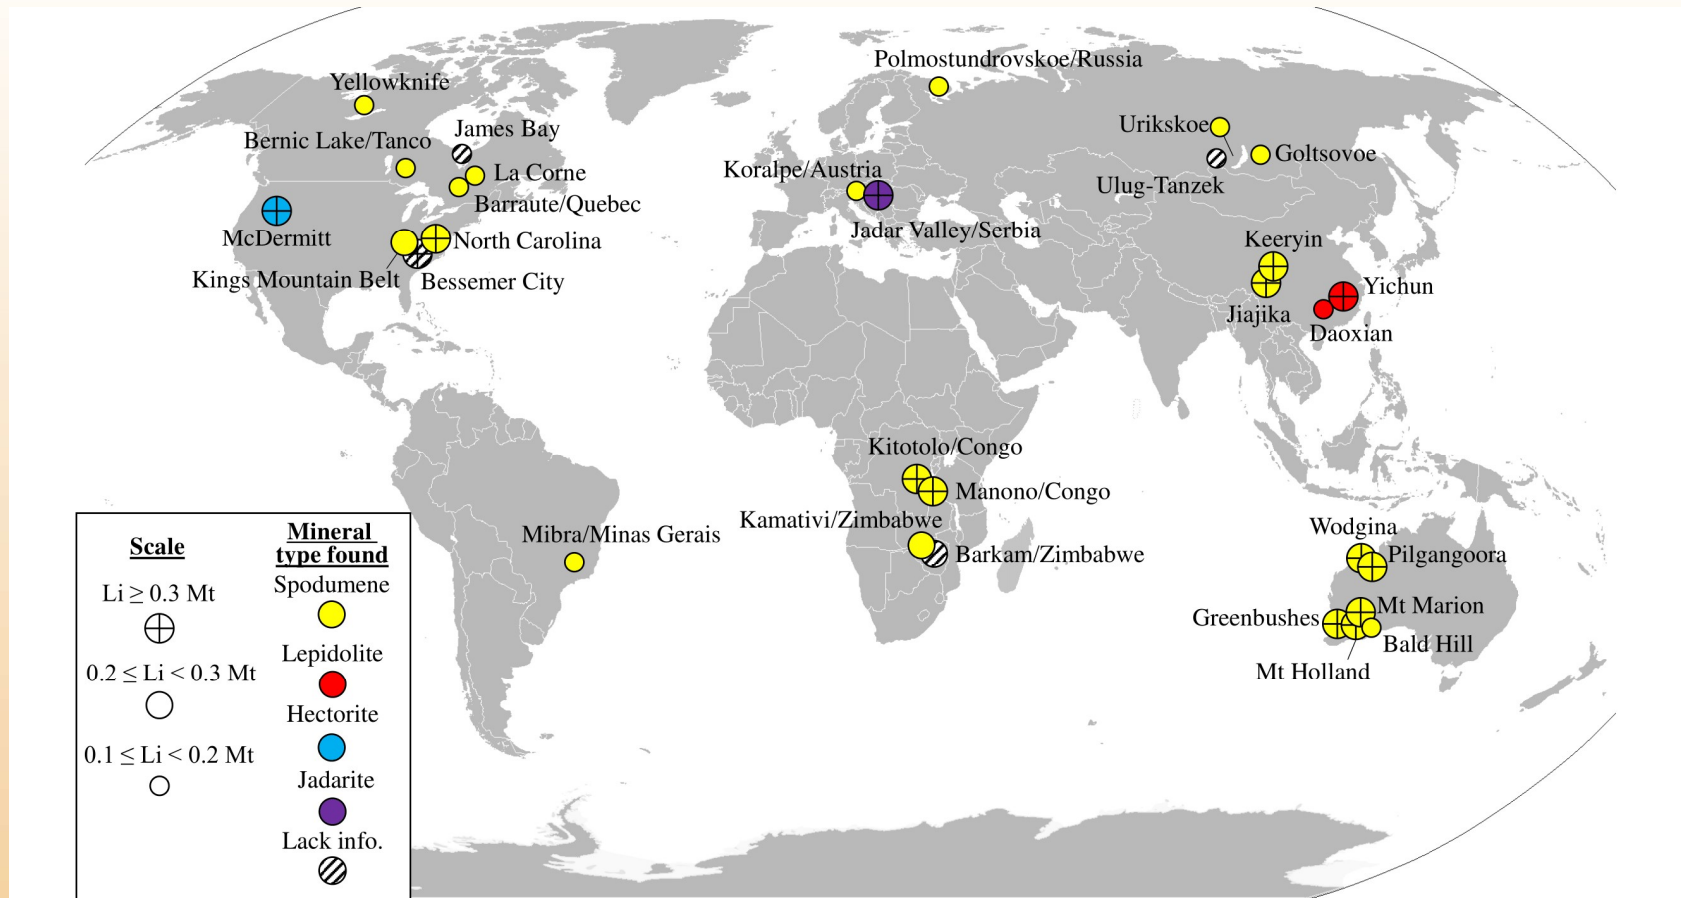 Polmostundrovskoe/Russia
Yellowknife
James Bay
Urikskoe
Bernic Lake/Tanco
Goltsovoe
Koralpe/Austria
La Corne
Ulug-Tanzek
Barraute/Quebec
Jadar Valley/Serbia
McDermitt
North Carolina
Keeryin
Kings Mountain Belt
Bessemer City
Yichun
Jiajika
Daoxian
Kitotolo/Congo
Manono/Congo
Kamativi/Zimbabwe
Wodgina
Mibra/Minas Gerais
Barkam/Zimbabwe
Pilgangoora
Mt Marion
Greenbushes
Bald Hill
Mt Holland
Scale
Li ≥ 0.3 Mt
0.2 ≤ Li < 0.3 Mt
0.1 ≤ Li < 0.2 Mt
Mineral
type found
Spodumene
Lepidolite
Hectorite
Jadarite
Lack info.